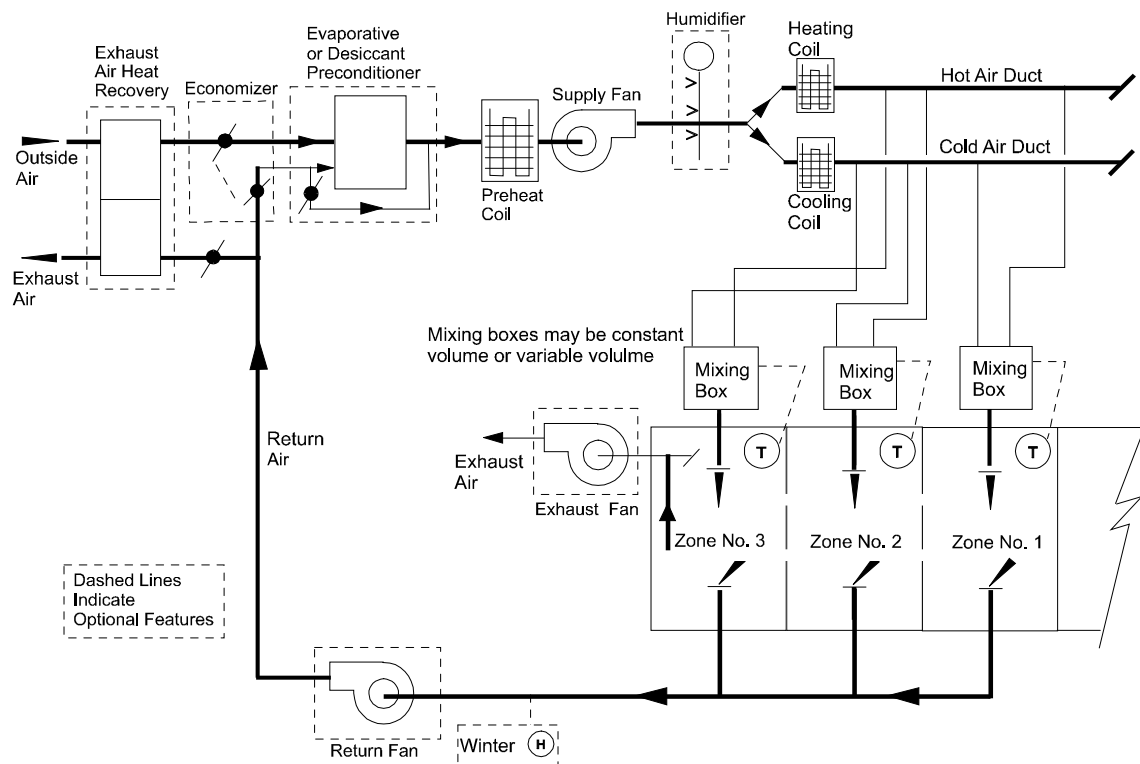 Humidifier
Evaporative
or Desiccant
Preconditioner
Exhaust
Air Heat
Recovery
Economizer
Heating
Coil
Hot Air Duct
Supply Fan
Outside
Air
Cold Air Duct
Preheat
Coil
Cooling
Coil
Exhaust
Air
Mixing boxes may be constant
volume or variable volulme
Mixing
Box
Mixing
Box
Mixing
Box
Return
Air
T
T
T
Exhaust
Air
Exhaust Fan
Zone No. 3
Zone No. 2
Zone No. 1
Dashed Lines
Indicate
Optional Features
Return Fan
Winter
H